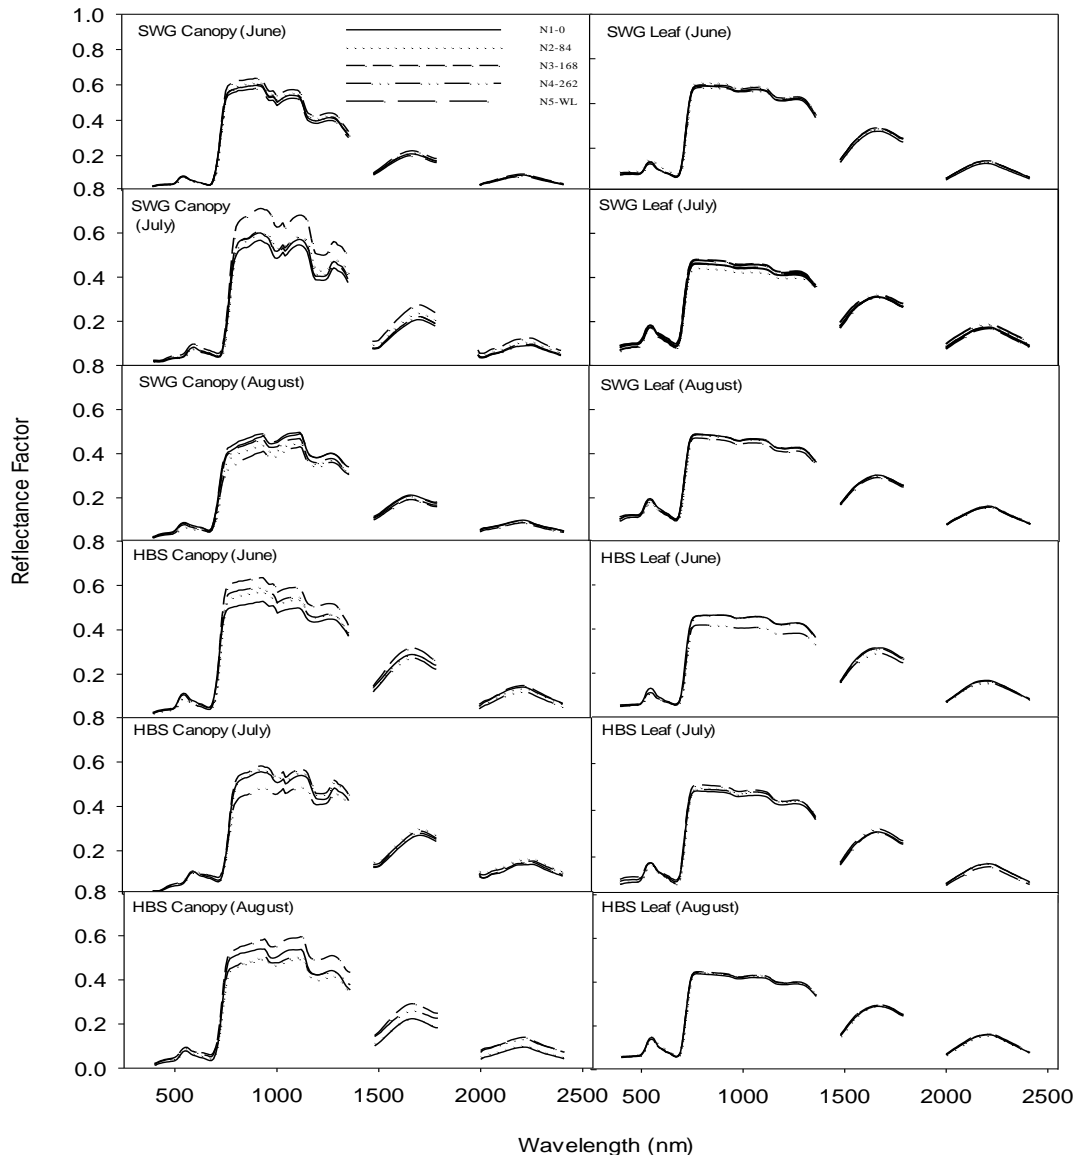 1.0
SWG Canopy (June)
N1-0
N2-84
N3-168
N4-262
N5-WL
SWG Leaf (June)
0.8
0.6
0.4
0.2
0.8
SWG Canopy
(July)
SWG Leaf (July)
0.6
0.4
0.2
0.8
SWG Canopy (August)
SWG Leaf (August)
0.6
0.4
0.2
0.8
HBS Canopy (June)
HBS Leaf (June)
0.6
0.4
0.2
0.8
HBS Canopy (July)
HBS Leaf (July)
0.6
0.4
0.2
0.8
HBS Canopy (August)
HBS Leaf (August)
0.6
0.4
0.2
0.0
Reflectance Factor
500 1000 1500 2000 2500 500 1000 1500 2000 2500
Wavelength (nm)